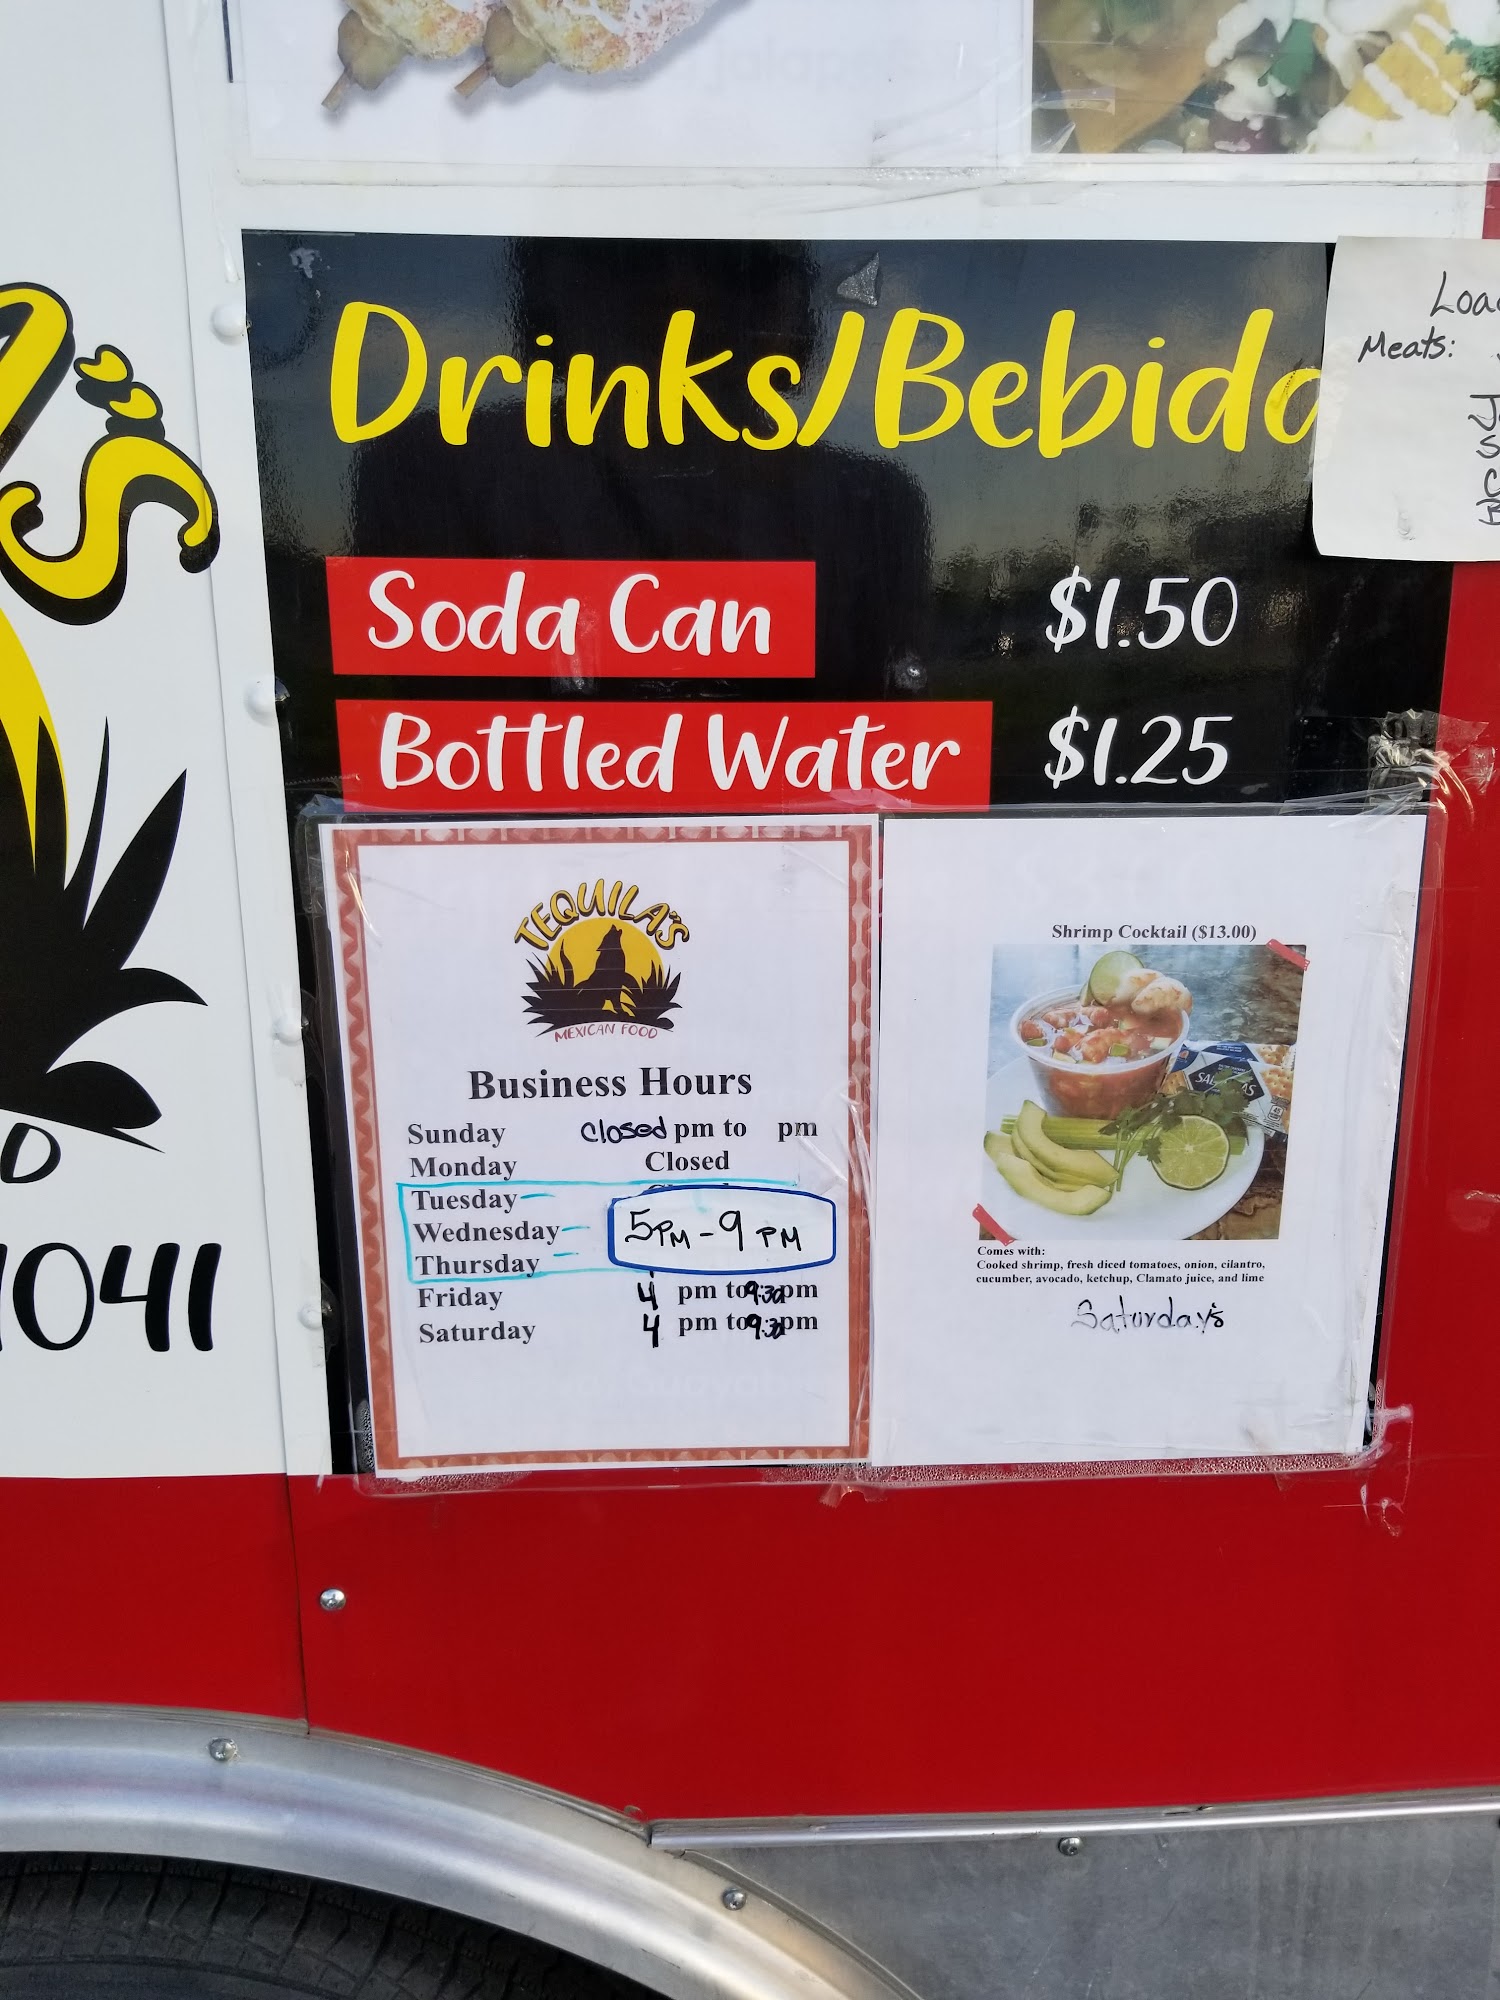 Drinks/Bebida
Loa
Meats:
Soda Can $1.50
Bottled Water $1.25
TEQUILA'S
MEXICAN FOOD
Business Hours
Sunday closed pm to pm
Monday Closed
Tuesday
Wednesday 5PM - 9 PM
Thursday
Friday 4 pm to 9:30 pm
Saturday 4 pm to 9:30 pm
Shrimp Cocktail ($13.00)
Comes with:
Cooked shrimp, fresh diced tomatoes, onion, cilantro,
cucumber, avocado, ketchup, Clamato juice, and lime
Saturday's
1041